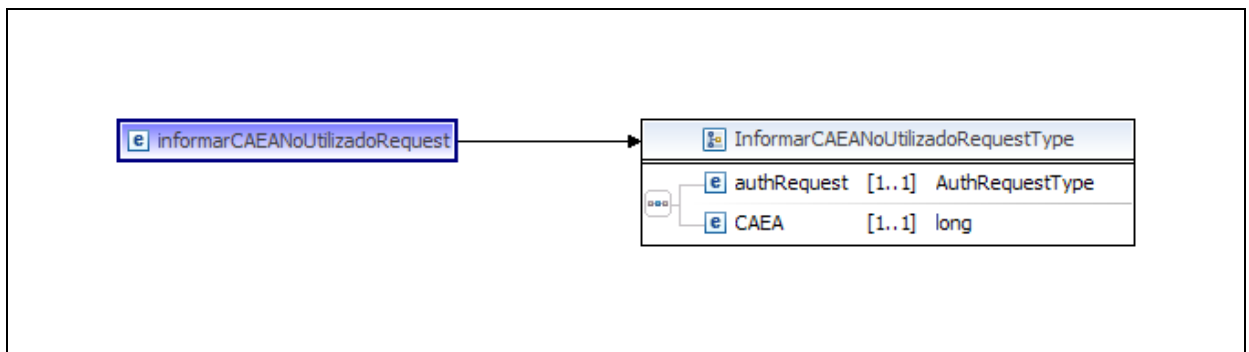 e informarCAEANoUtilizadoRequest
InformarCAEANoUtilizadoRequestType
e authRequest [1..1] AuthRequestType
e CAEA [1..1] long